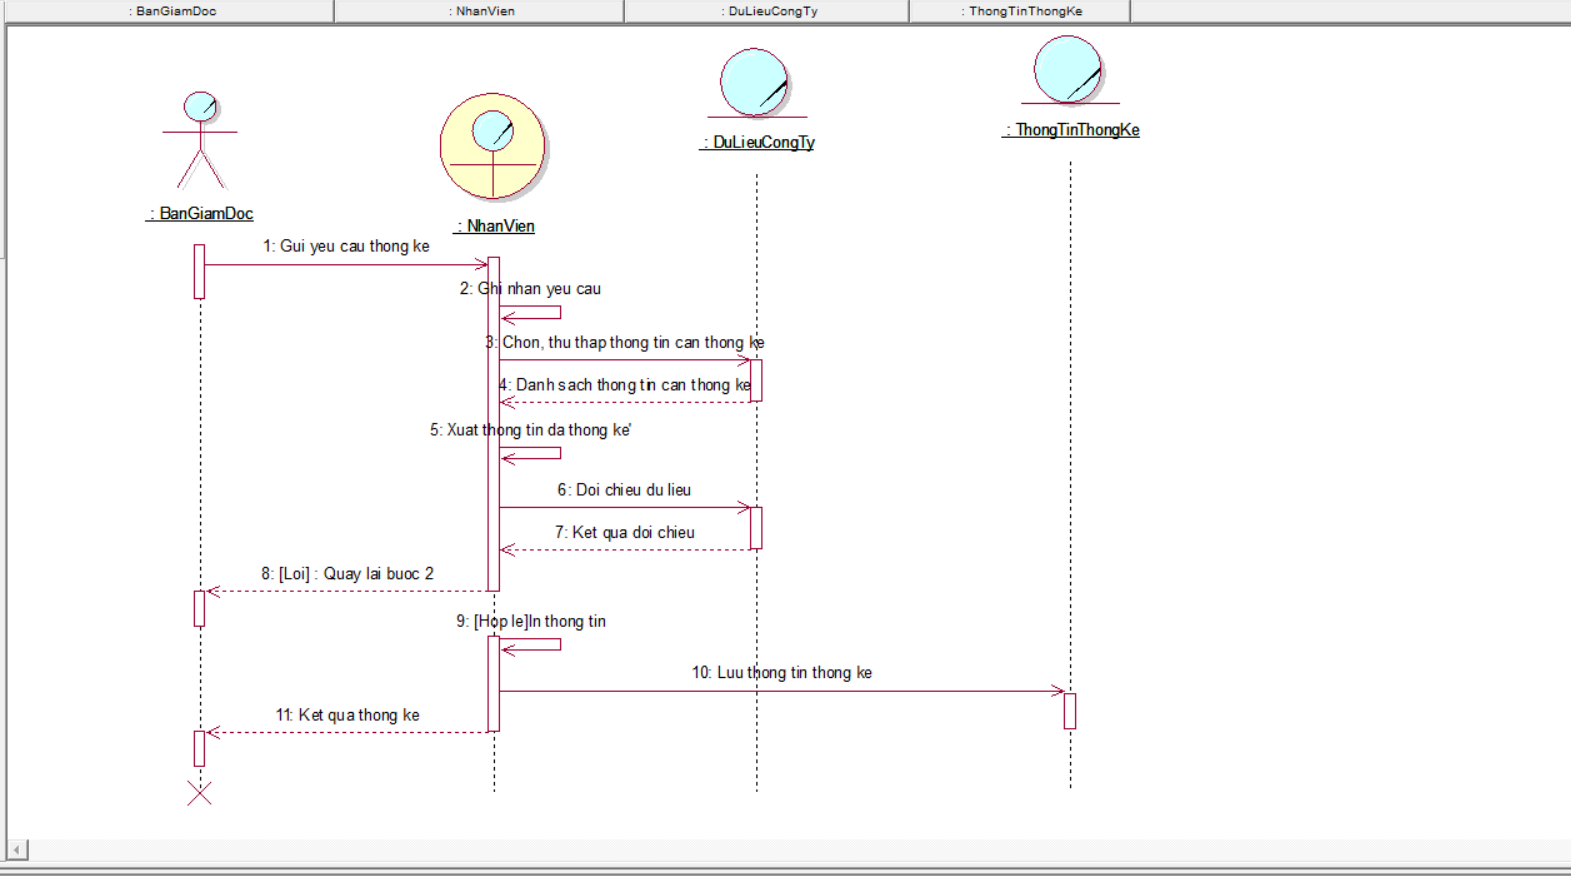 : BanGiamDoc
: NhanVien
: DuLieuCongTy
: ThongTinThongKe
: ThongTinThongKe
: DuLieuCongTy
: BanGiamDoc
: NhanVien
1: Gui yeu cau thong ke
2: Ghi nhan yeu cau
3: Chon, thu thap thong tin can thong ke
4: Danh sach thong tin can thong ke
5: Xuat thong tin da thong ke'
6: Doi chieu du lieu
7: Ket qua doi chieu
8: [Loi] : Quay lai buoc 2
9: [Hop le]In thong tin
10: Luu thong tin thong ke
11: Ket qua thong ke